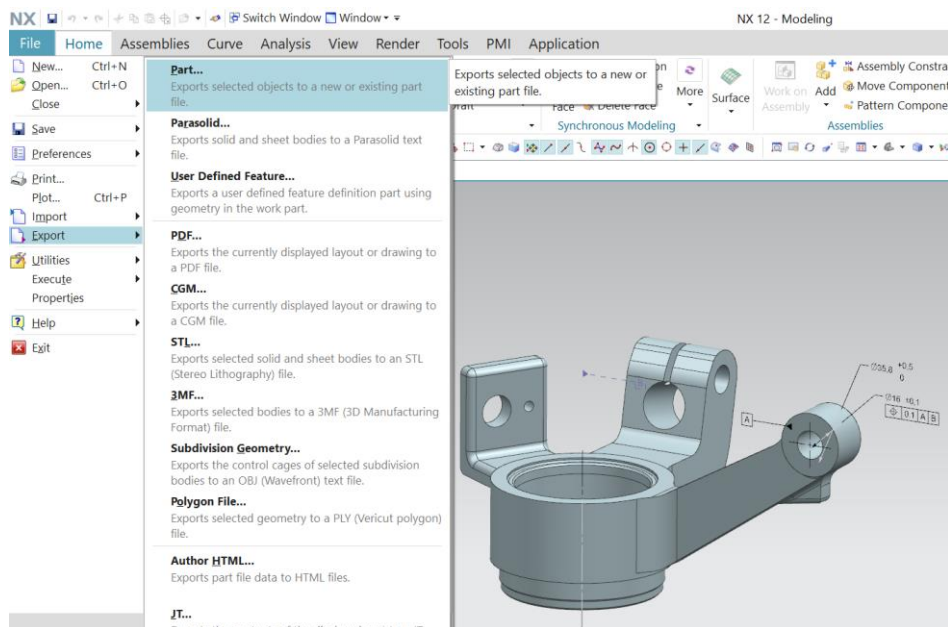 NX Switch Window Window NX 12 - Modeling
File Home Assemblies Curve Analysis View Render Tools PMI Application
New... Ctrl+N
Open... Ctrl+O
Close
Save
Preferences
Print...
Plot... Ctrl+P
Import
Export
Utilities
Execute
Properties
Help
Exit
Part...
Exports selected objects to a new or existing part
file.
Parasolid...
Exports solid and sheet bodies to a Parasolid text
file.
User Defined Feature...
Exports a user defined feature definition part using
geometry in the work part.
PDF...
Exports the currently displayed layout or drawing to
a PDF file.
CGM...
Exports the currently displayed layout or drawing to
a CGM file.
STL...
Exports selected solid and sheet bodies to an STL
(Stereo Lithography) file.
3MF...
Exports selected bodies to a 3MF (3D Manufacturing
Format) file.
Subdivision Geometry...
Exports the control cages of selected subdivision
bodies to an OBJ (Wavefront) text file.
Polygon File...
Exports selected geometry to a PLY (Vericut polygon)
file.
Author HTML...
Exports part file data to HTML files.
JT...
Exports selected objects to a new or
existing part file.
Face Delete Face
Synchronous Modeling
More
Surface
Work on
Assembly
Add
Assembly Constra
Move Component
Pattern Compone
Assemblies
+0,5
0
Ø16 +0,1
0.1 A B
A